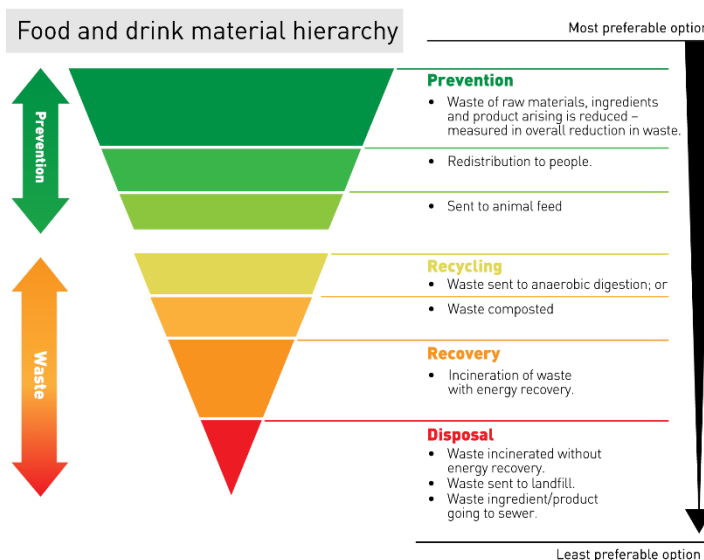 Food and drink material hierarchy
Most preferable option
Prevention
Prevention
• Waste of raw materials, ingredients
and product arising is reduced –
measured in overall reduction in waste.
• Redistribution to people.
• Sent to animal feed
Waste
Recycling
• Waste sent to anaerobic digestion; or
• Waste composted
Recovery
• Incineration of waste
with energy recovery.
Disposal
• Waste incinerated without
energy recovery.
• Waste sent to landfill.
• Waste ingredient/product
going to sewer.
Least preferable option